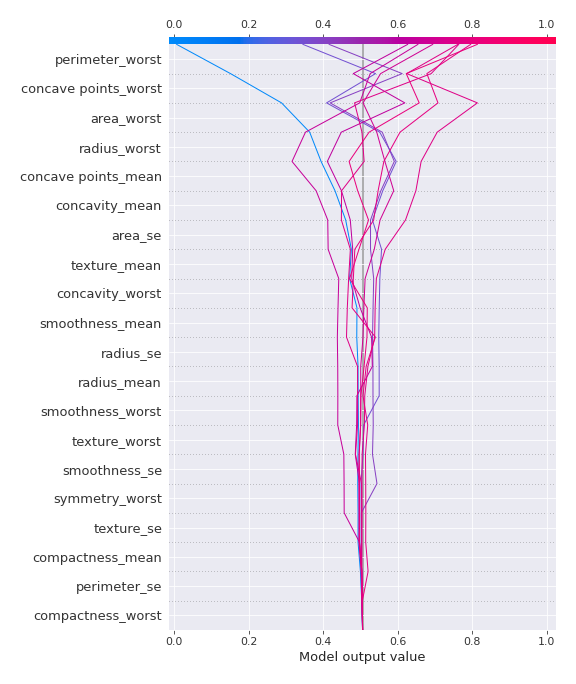 0.0 0.2 0.4 0.6 0.8 1.0
perimeter_worst
concave points_worst
area_worst
radius_worst
concave points_mean
concavity_mean
area_se
texture_mean
concavity_worst
smoothness_mean
radius_se
radius_mean
smoothness_worst
texture_worst
smoothness_se
symmetry_worst
texture_se
compactness_mean
perimeter_se
compactness_worst
0.0 0.2 0.4 0.6 0.8 1.0
Model output value